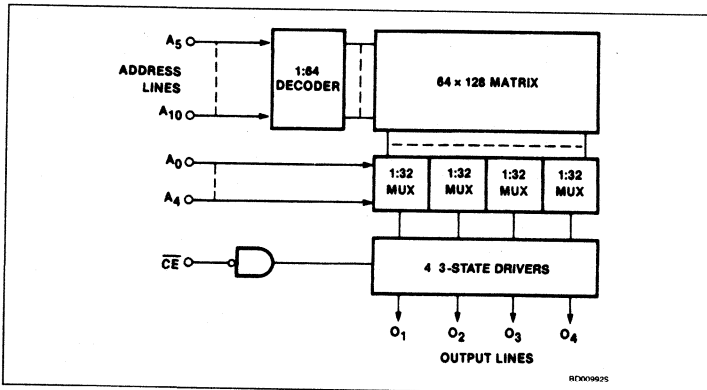 A5
ADDRESS
LINES
A10
1:64
DECODER
64 × 128 MATRIX
A0
A4
1:32
MUX
1:32
MUX
1:32
MUX
1:32
MUX
CE
4 3-STATE DRIVERS
O1 O2 O3 O4
OUTPUT LINES
BD00992S